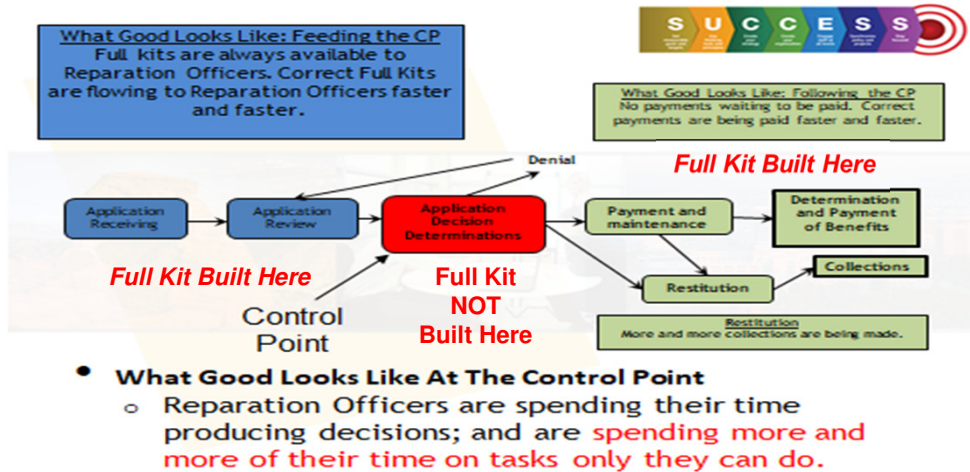 What Good Looks Like: Feeding the CP
Full kits are always available to
Reparation Officers. Correct Full Kits
are flowing to Reparation Officers faster
and faster.
S U C C E S S
What Good Looks Like: Following the CP
No payments waiting to be paid. Correct
payments are being paid faster and faster.
Denial
Full Kit Built Here
Application
Receiving
Application
Review
Application
Decision
Determinations
Payment and
maintenance
Determination
and Payment
of Benefits
Collections
Restitution
Full Kit Built Here
Full Kit
NOT
Built Here
Control
Point
Restitution
More and more collections are being made.
• What Good Looks Like At The Control Point
o Reparation Officers are spending their time
producing decisions; and are spending more and
more of their time on tasks only they can do.